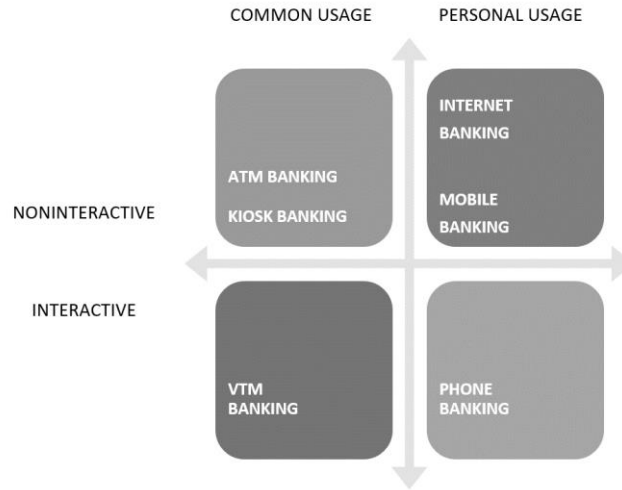 COMMON USAGE
PERSONAL USAGE
INTERNET
BANKING
ATM BANKING
KIOSK BANKING
MOBILE
BANKING
NONINTERACTIVE
INTERACTIVE
VTM
BANKING
PHONE
BANKING